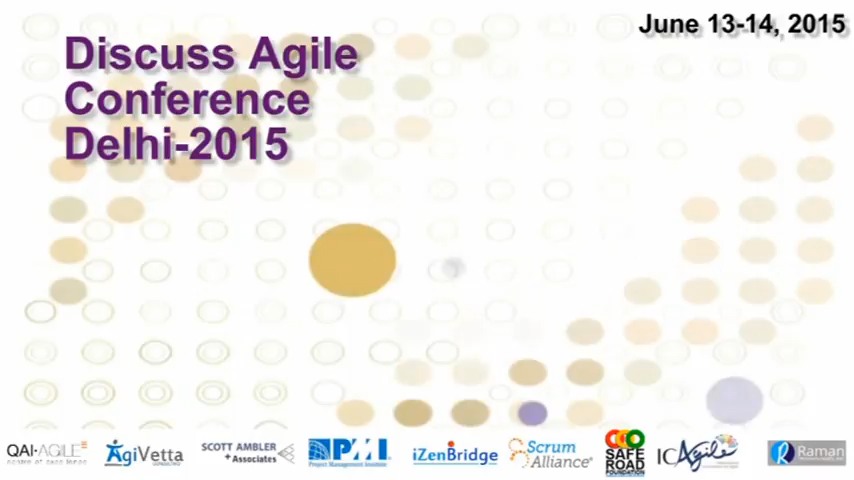 June 13-14, 2015
Discuss Agile
Conference
Delhi-2015
QAI·AGILE
AgiVetta
CONSULTING
SCOTT AMBLER
+ Associates
PMI
Project Management Institute
iZenBridge
Scrum
Alliance®
SAFE
ROAD
FOUNDATION
ICAgile
Raman